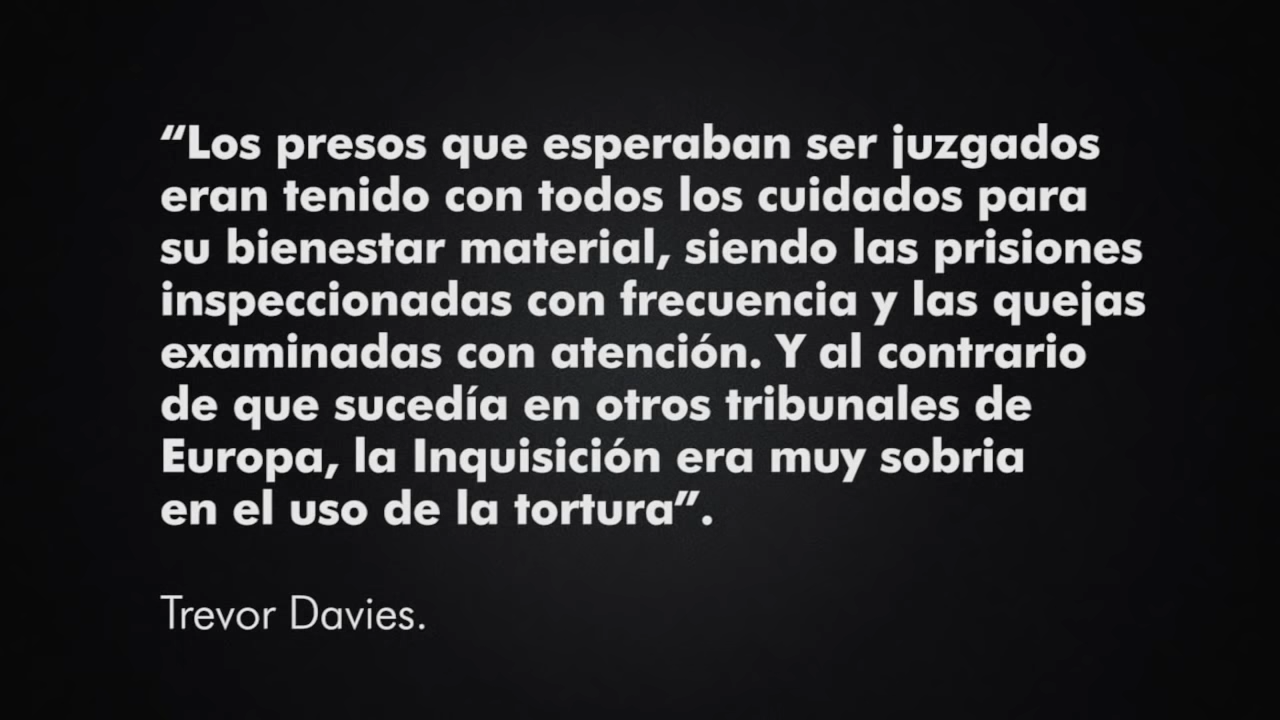 “Los presos que esperaban ser juzgados
eran tenido con todos los cuidados para
su bienestar material, siendo las prisiones
inspeccionadas con frecuencia y las quejas
examinadas con atención. Y al contrario
de que sucedía en otros tribunales de
Europa, la Inquisición era muy sobria
en el uso de la tortura”.
Trevor Davies.